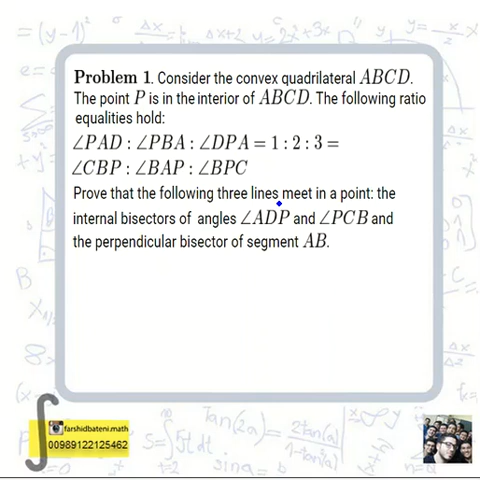 Problem 1. Consider the convex quadrilateral ABCD.
The point P is in the interior of ABCD. The following ratio
equalities hold:
∠PAD : ∠PBA : ∠DPA = 1 : 2 : 3 =
∠CBP : ∠BAP : ∠BPC
Prove that the following three lines meet in a point: the
internal bisectors of angles ∠ADP and ∠PCB and
the perpendicular bisector of segment AB.
farshidbateni.math
00989122125462